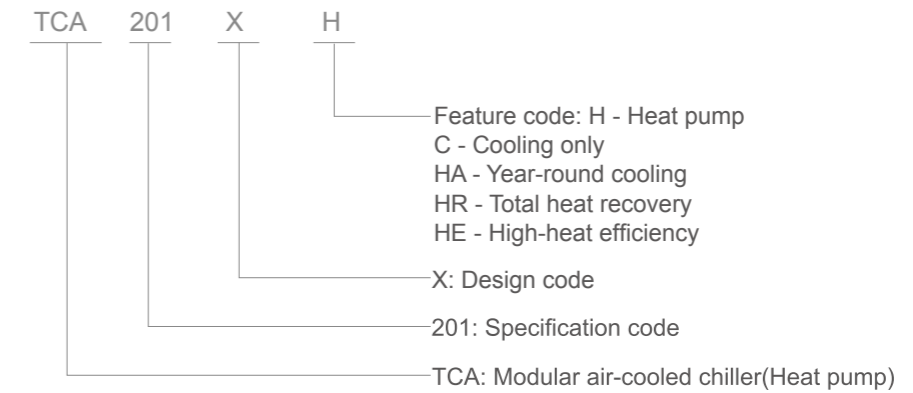 TCA 201 X H
Feature code: H - Heat pump
C - Cooling only
HA - Year-round cooling
HR - Total heat recovery
HE - High-heat efficiency
X: Design code
201: Specification code
TCA: Modular air-cooled chiller(Heat pump)